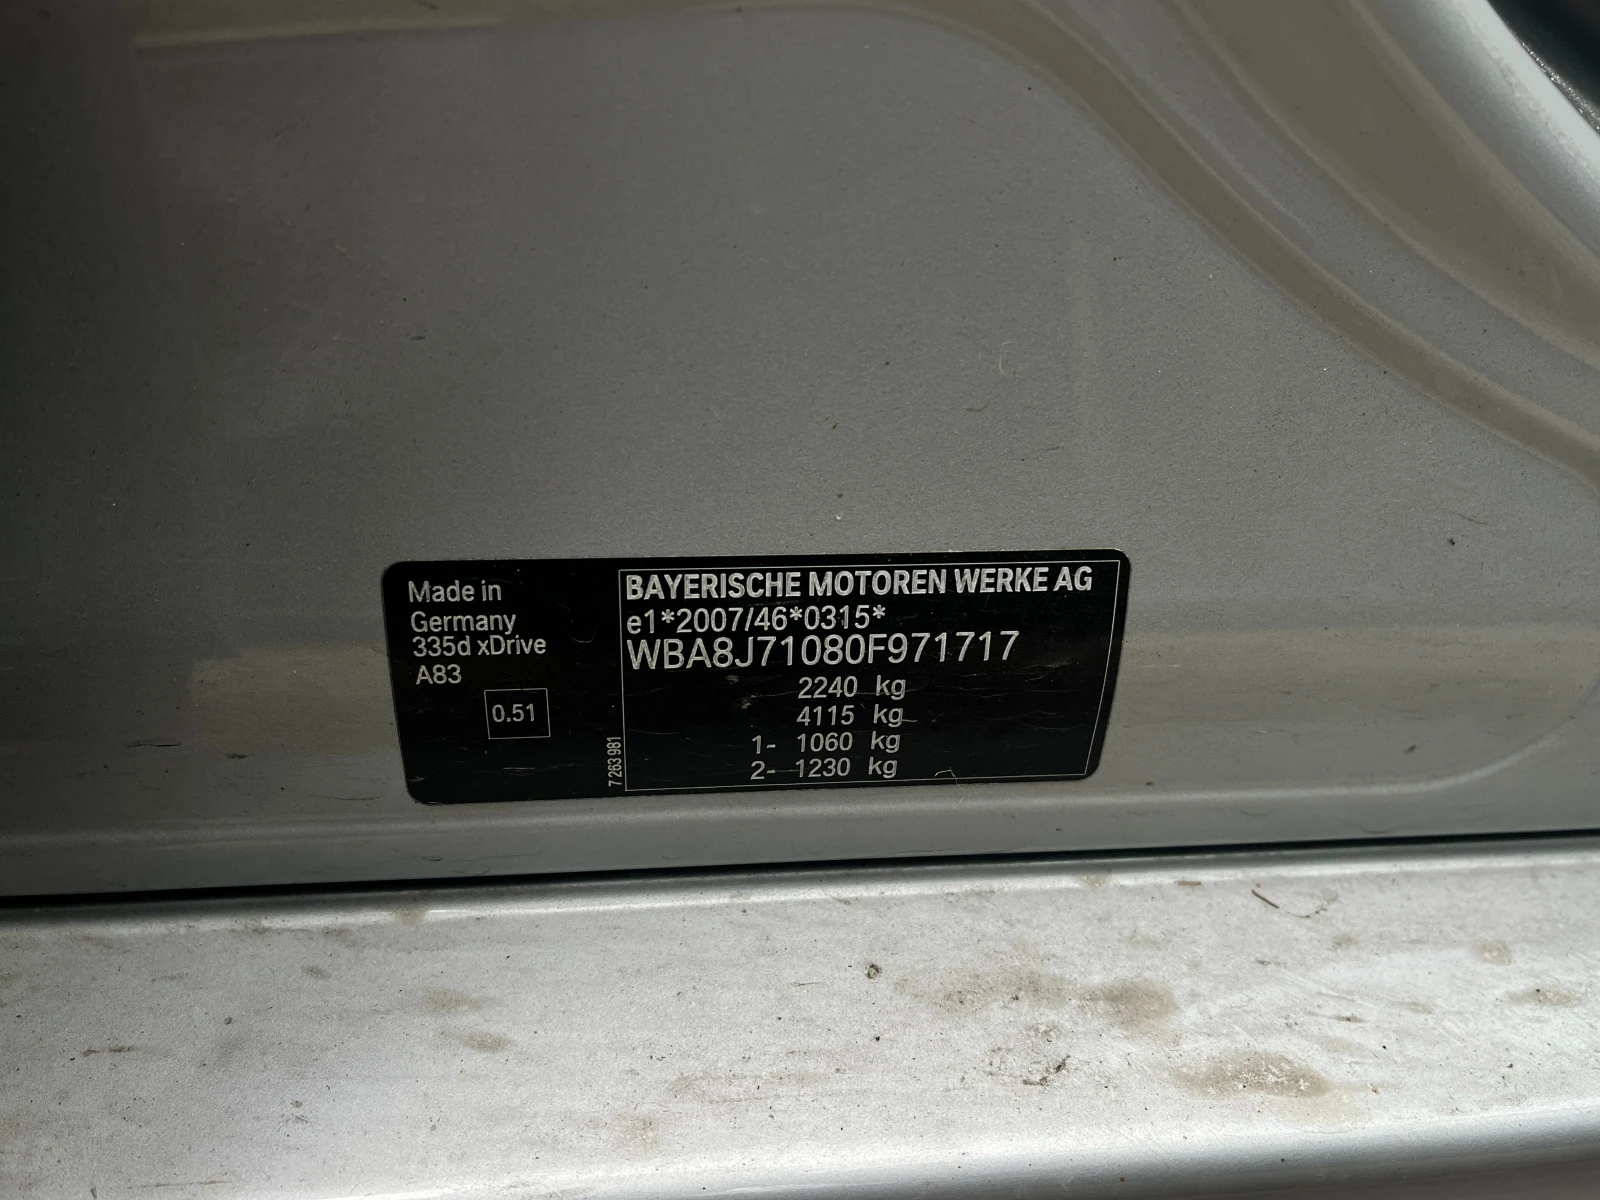 Made in
Germany
335d xDrive
A83
0.51
7 263 981
BAYERISCHE MOTOREN WERKE AG
e1*2007/46*0315*
WBA8J71080F971717
2240 kg
4115 kg
1- 1060 kg
2- 1230 kg